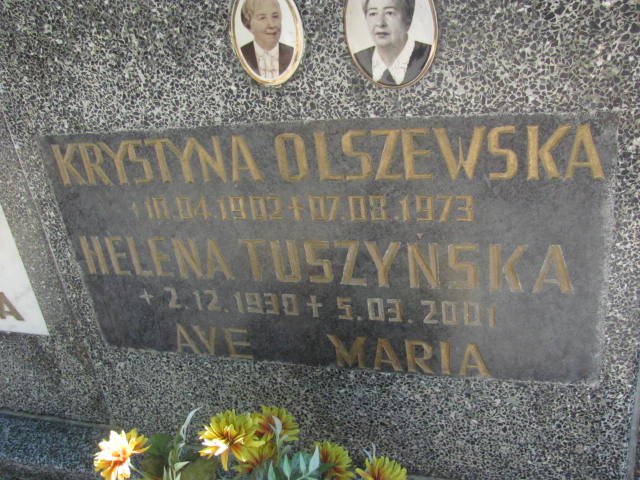 KRYSTYNA OLSZEWSKA
+ 10.04.1902 + 07.08.1973
HELENA TUSZYŃSKA
+ 2.12.1930 + 5.03.2001
AVE MARIA
A